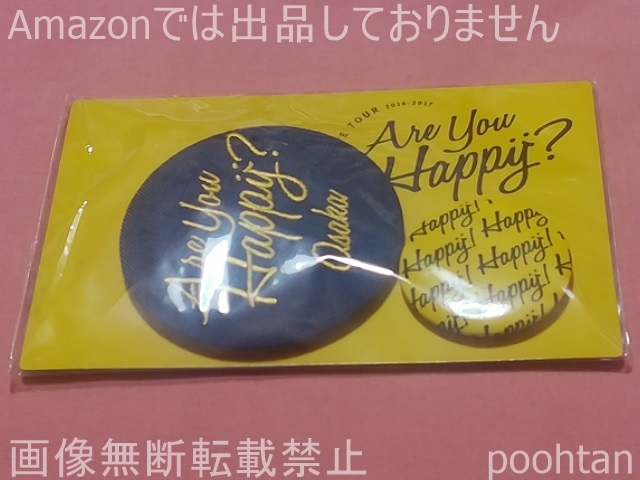 Amazonでは出品しておりません
E TOUR 2016-2017
Are You
Happy?
Are You
Happy?
Osaka
Happy!
Happy! Happy!
Happy! Happy!
Happy! Happy! H
Happy!
画像無断転載禁止
poohtan